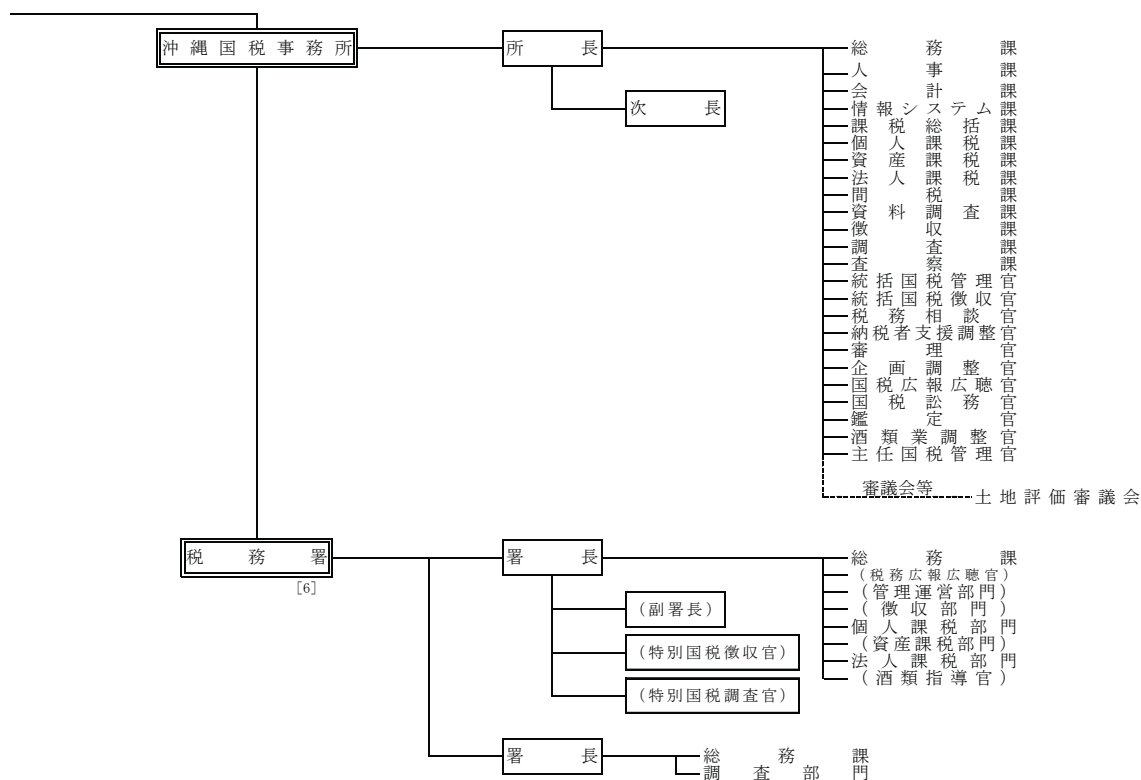 沖縄国税事務所
所長
次長
総務課
人事課
会計課
情報システム課
課税総括課
個人課税課
資産課税課
法人課税課
間税課
資料調査課
徴収課
調査課
査察課
統括国税管理官
統括国税徴収官
税務相談官
納税者支援調整官
審理官
企画調整官
国税広報広聴官
国税訟務官
鑑定官
酒類業調整官
主任国税管理官
審議会等
土地評価審議会
税務署
[6]
署長
(副署長)
(特別国税徴収官)
(特別国税調査官)
総務課
(税務広報広聴官)
(管理運営部門)
(徴収部門)
個人課税部門
(資産課税部門)
法人課税部門
(酒類指導官)
署長
総務課
調査部門